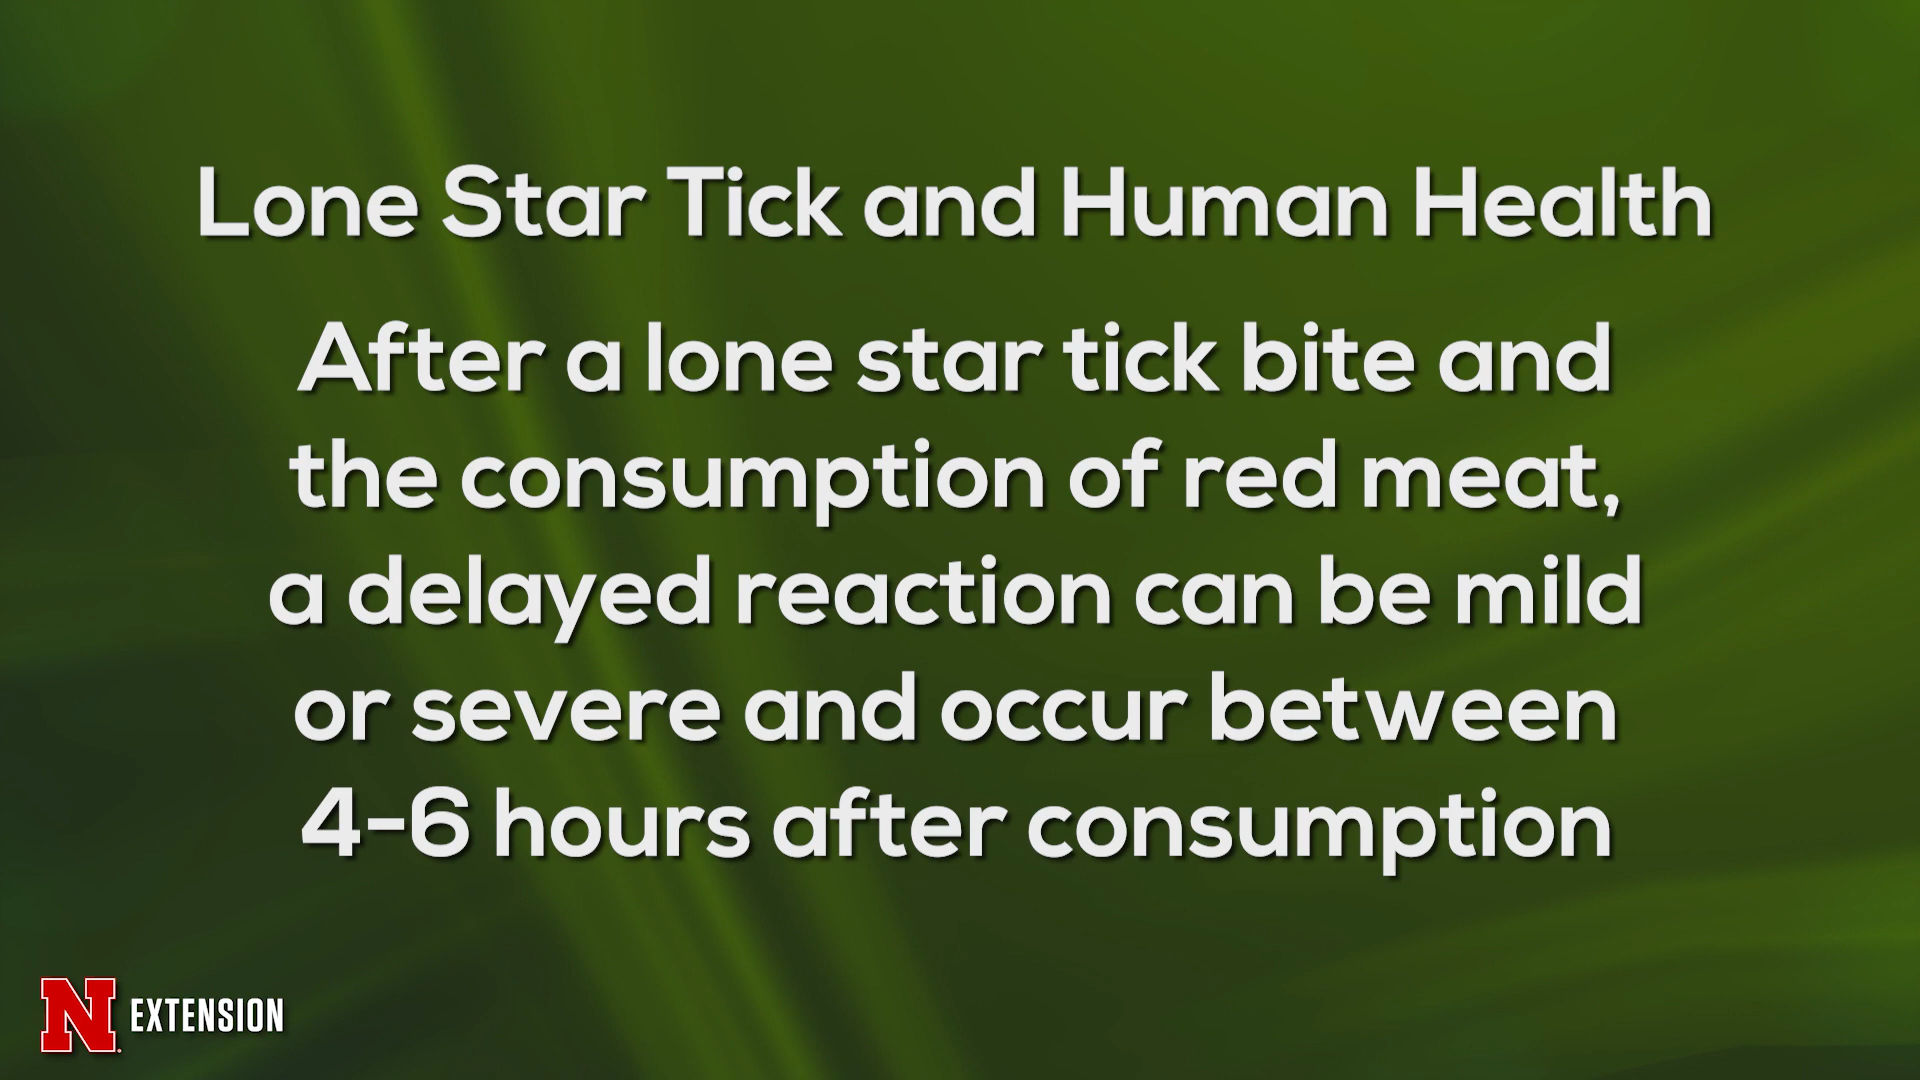 Lone Star Tick and Human Health
After a lone star tick bite and
the consumption of red meat,
a delayed reaction can be mild
or severe and occur between
4-6 hours after consumption
N EXTENSION